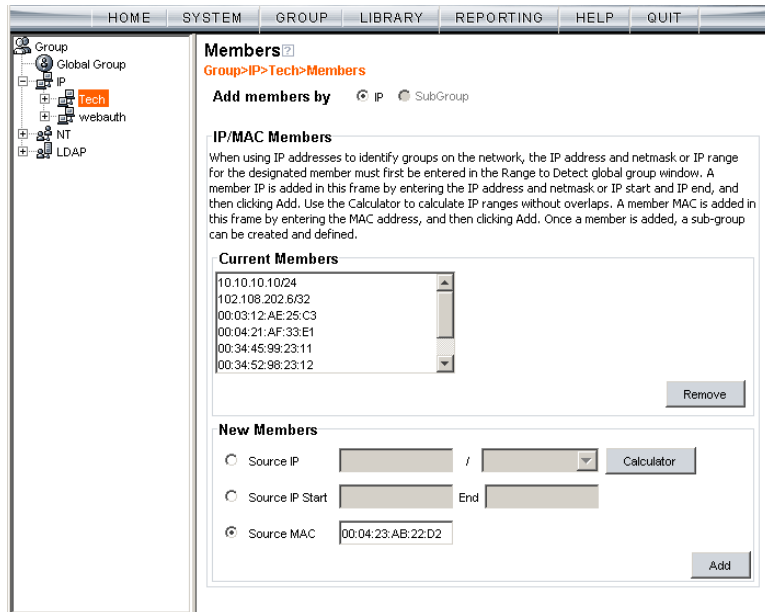 HOME SYSTEM GROUP LIBRARY REPORTING HELP QUIT
Group
Global Group
IP
Tech
webauth
NT
LDAP
Members?
Group>IP>Tech>Members
Add members by IP SubGroup
IP/MAC Members
When using IP addresses to identify groups on the network, the IP address and netmask or IP range
for the designated member must first be entered in the Range to Detect global group window. A
member IP is added in this frame by entering the IP address and netmask or IP start and IP end, and
then clicking Add. Use the Calculator to calculate IP ranges without overlaps. A member MAC is added in
this frame by entering the MAC address, and then clicking Add. Once a member is added, a sub-group
can be created and defined.
Current Members
10.10.10.10/24
102.108.202.6/32
00:03:12:AE:25:C3
00:04:21:AF:33:E1
00:34:45:99:23:11
00:34:52:98:23:12
Remove
New Members
Source IP / Calculator
Source IP Start End
Source MAC 00:04:23:AB:22:D2
Add